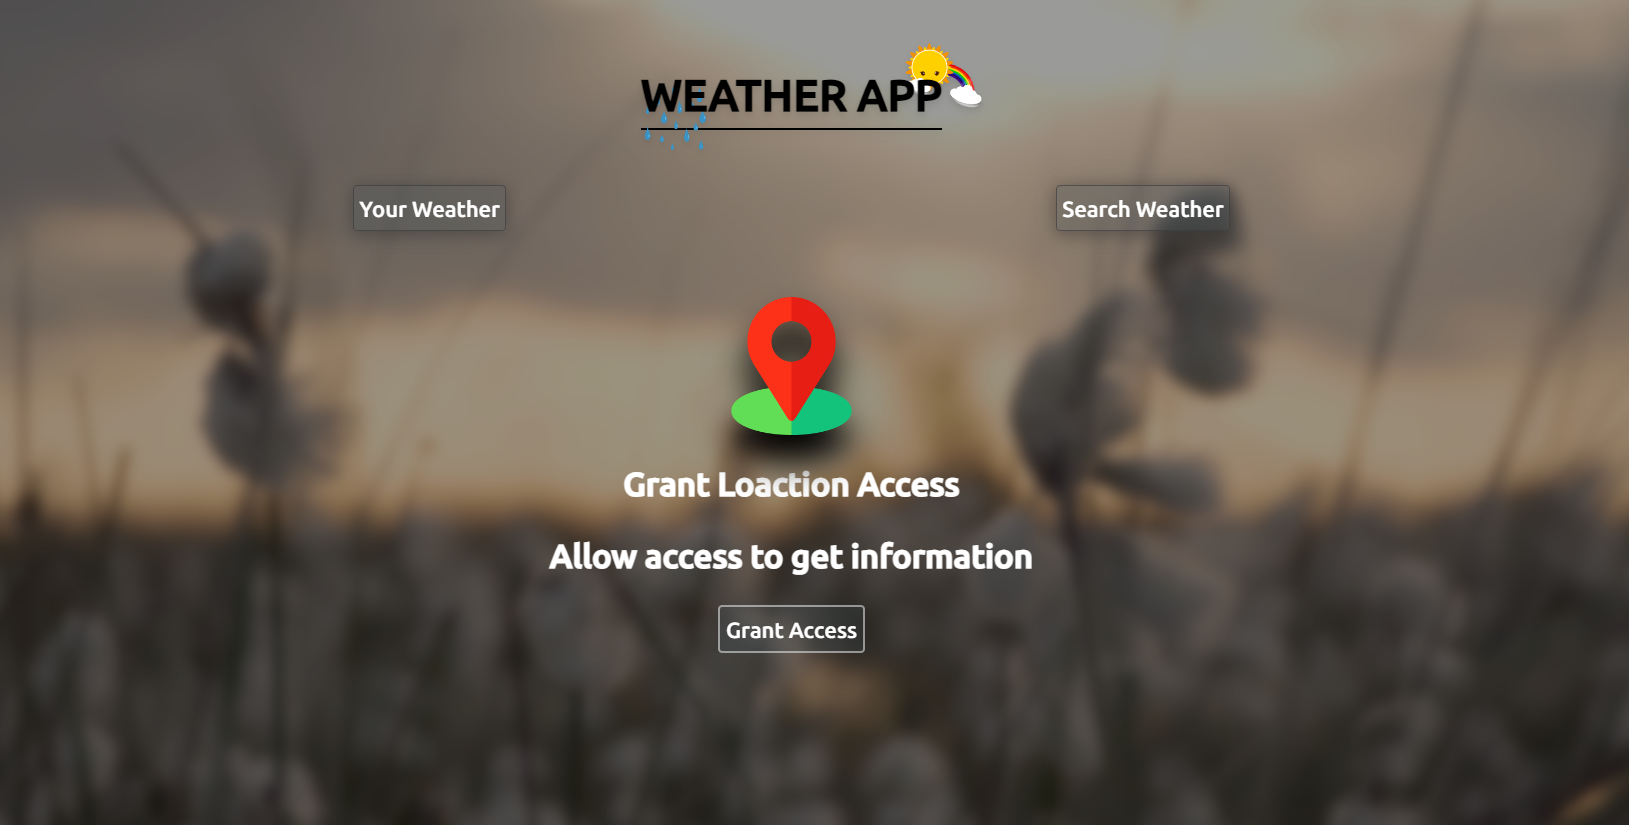 WEATHER APP
Your Weather
Search Weather
Grant Loaction Access
Allow access to get information
Grant Access